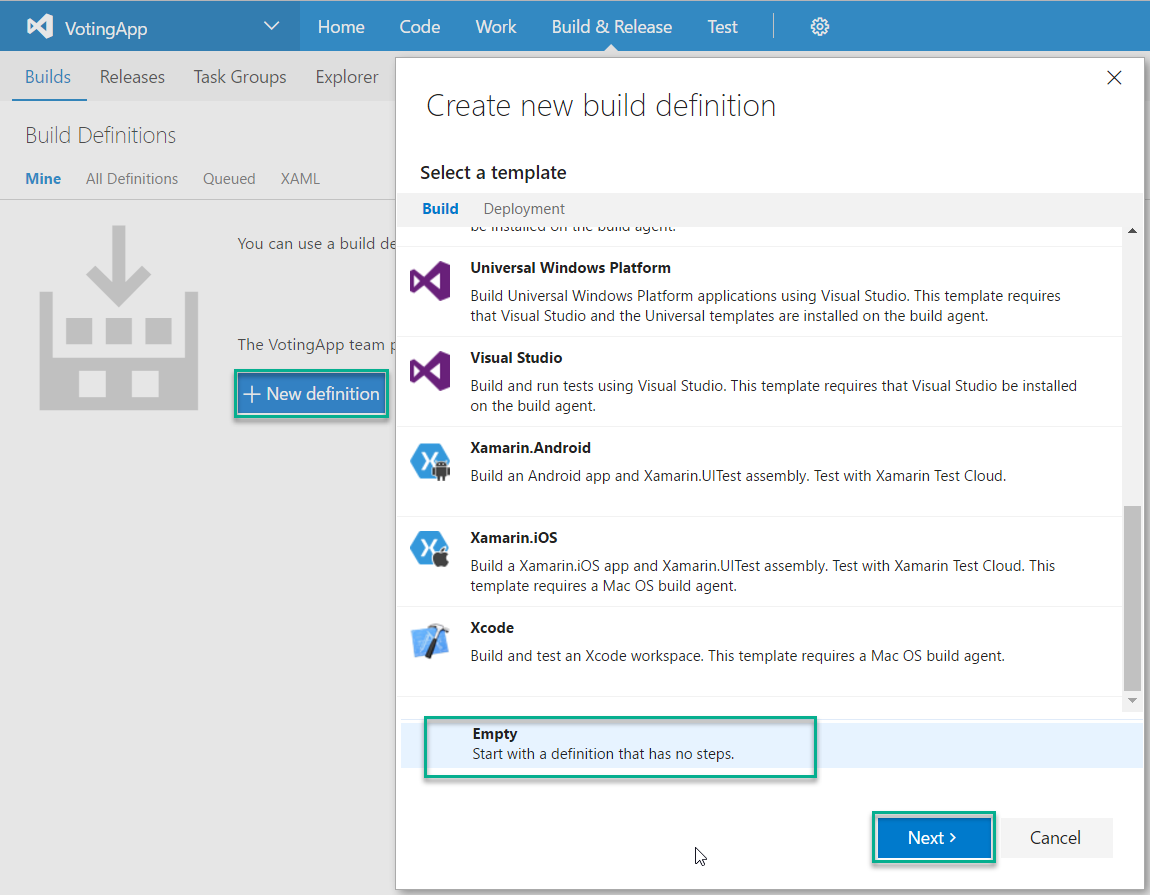 VotingApp
Home
Code
Work
Build & Release
Test
Builds
Releases
Task Groups
Explorer
Build Definitions
Mine
All Definitions
Queued
XAML
You can use a build de
The VotingApp team p
+ New definition
Create new build definition
Select a template
Build
Deployment
be installed on the build agent.
Universal Windows Platform
Build Universal Windows Platform applications using Visual Studio. This template requires
that Visual Studio and the Universal templates are installed on the build agent.
Visual Studio
Build and run tests using Visual Studio. This template requires that Visual Studio be installed
on the build agent.
Xamarin.Android
Build an Android app and Xamarin.UITest assembly. Test with Xamarin Test Cloud.
Xamarin.iOS
Build a Xamarin.iOS app and Xamarin.UITest assembly. Test with Xamarin Test Cloud. This
template requires a Mac OS build agent.
Xcode
Build and test an Xcode workspace. This template requires a Mac OS build agent.
Empty
Start with a definition that has no steps.
Next >
Cancel